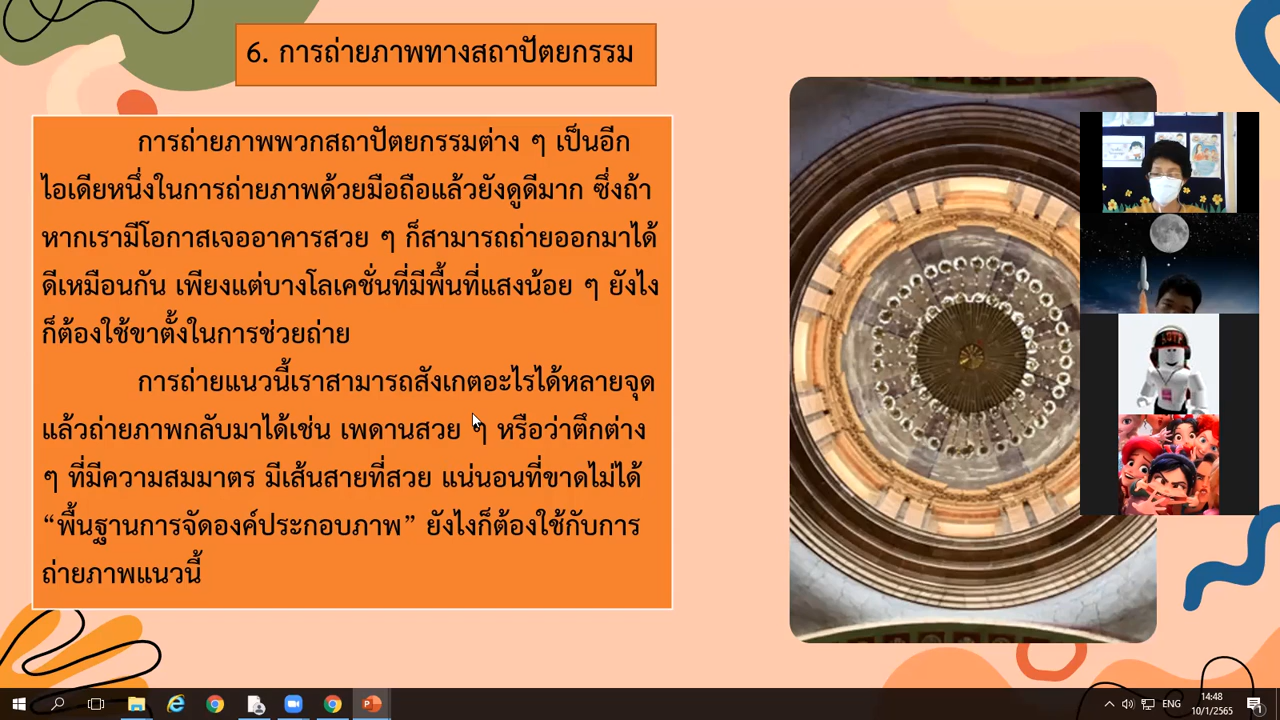 6. การถ่ายภาพทางสถาปัตยกรรม
การถ่ายภาพพวกสถาปัตยกรรมต่าง ๆ เป็นอีก
ไอเดียหนึ่งในการถ่ายภาพด้วยมือถือแล้วยังดูดีมาก ซึ่งถ้า
หากเรามีโอกาสเจออาคารสวย ๆ ก็สามารถถ่ายออกมาได้
ดีเหมือนกัน เพียงแต่บางโลเคชั่นที่มีพื้นที่แสงน้อย ๆ ยังไง
ก็ต้องใช้ขาตั้งในการช่วยถ่าย
การถ่ายแนวนี้เราสามารถสังเกตอะไรได้หลายจุด
แล้วถ่ายภาพกลับมาได้เช่น เพดานสวย ๆ หรือว่าตึกต่าง
ๆ ที่มีความสมมาตร มีเส้นสายที่สวย แน่นอนที่ขาดไม่ได้
“พื้นฐานการจัดองค์ประกอบภาพ” ยังไงก็ต้องใช้กับการ
ถ่ายภาพแนวนี้
ENG
14:48
10/1/2565